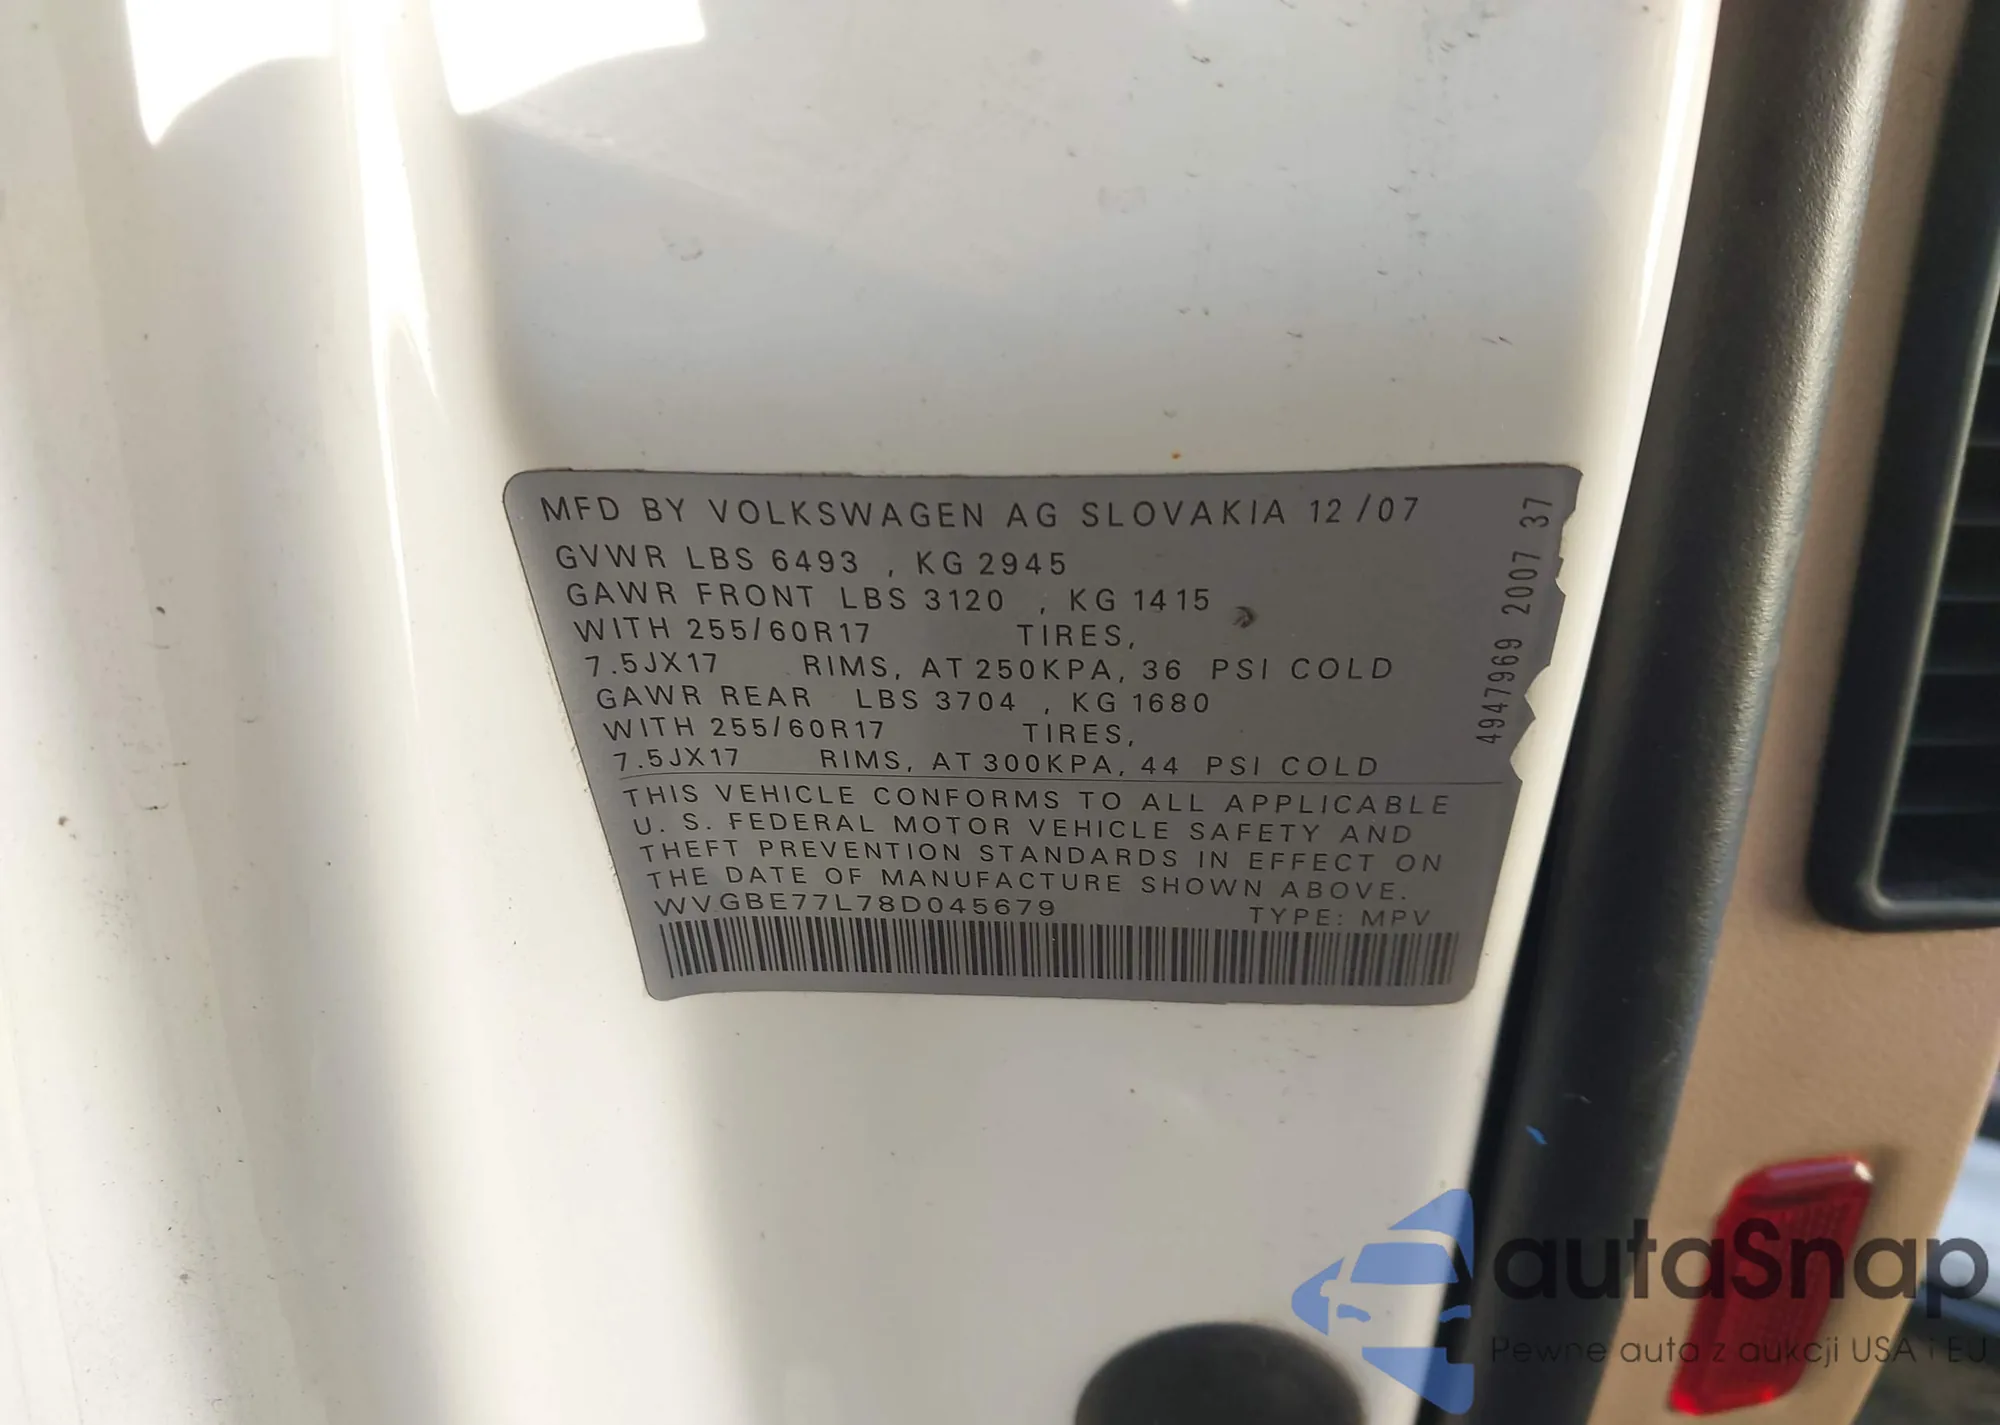 MFD BY VOLKSWAGEN AG SLOVAKIA 12/07
GVWR LBS 6493 , KG 2945
GAWR FRONT LBS 3120 , KG 1415
WITH 255/60R17 TIRES,
7.5JX17 RIMS, AT 250KPA, 36 PSI COLD
GAWR REAR LBS 3704 , KG 1680
WITH 255/60R17 TIRES,
7.5JX17 RIMS, AT 300KPA, 44 PSI COLD
THIS VEHICLE CONFORMS TO ALL APPLICABLE
U. S. FEDERAL MOTOR VEHICLE SAFETY AND
THEFT PREVENTION STANDARDS IN EFFECT ON
THE DATE OF MANUFACTURE SHOWN ABOVE.
WVGBE77L78D045679 TYPE: MPV
4947969 2007 37
autaSnap
Pewne auta z aukcji USA i EU